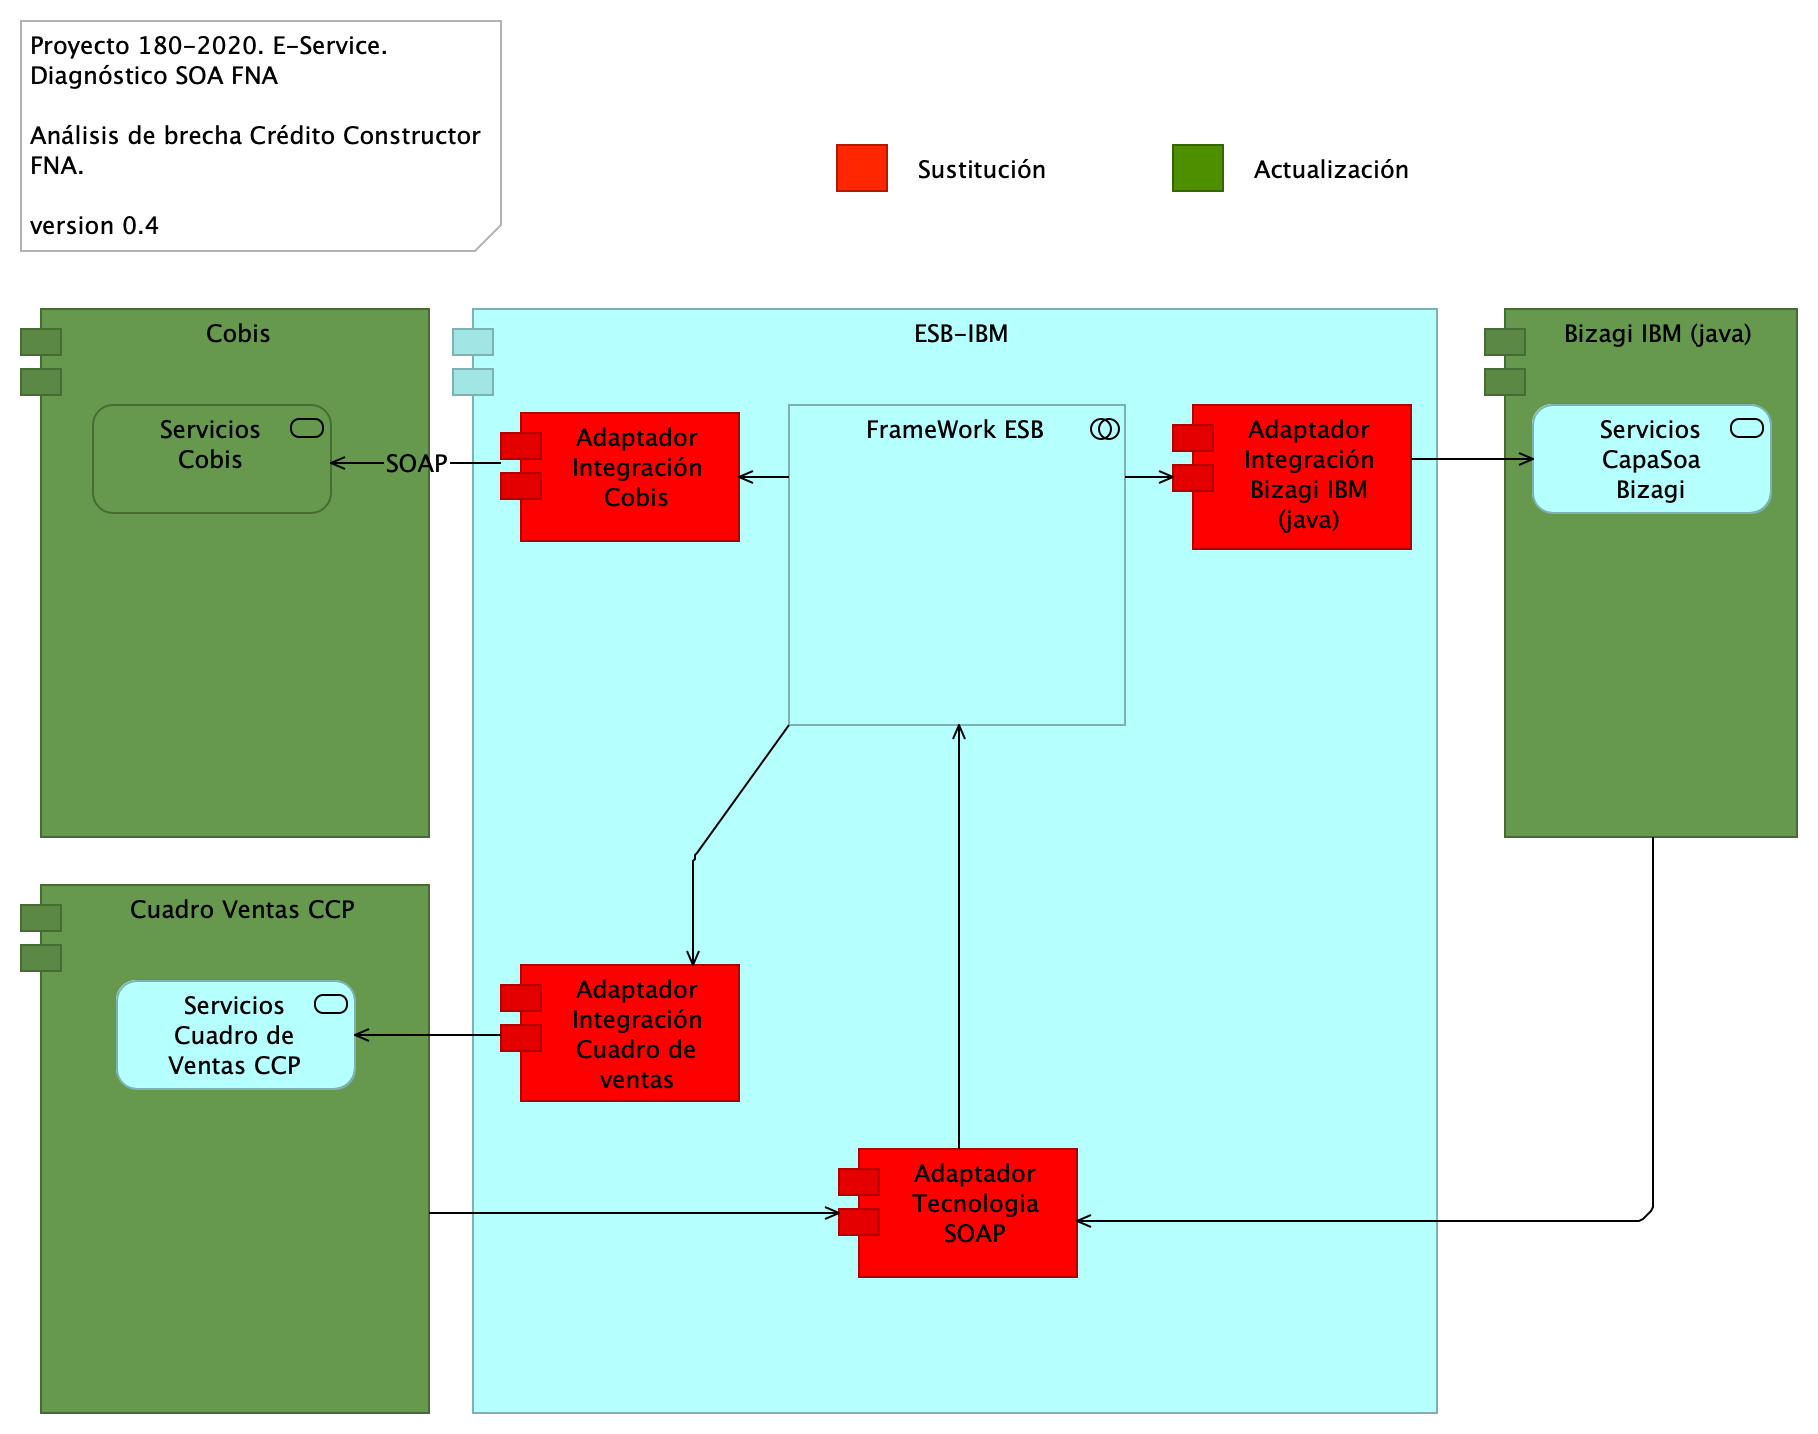 Proyecto 180-2020. E-Service.
Diagnóstico SOA FNA
Análisis de brecha Crédito Constructor
FNA.
version 0.4
Sustitución
Actualización
Cobis
Servicios
Cobis
SOAP
ESB-IBM
Adaptador
Integración
Cobis
FrameWork ESB
Adaptador
Integración
Bizagi IBM
(java)
Bizagi IBM (java)
Servicios
CapaSoa
Bizagi
Cuadro Ventas CCP
Servicios
Cuadro de
Ventas CCP
Adaptador
Integración
Cuadro de
ventas
Adaptador
Tecnologia
SOAP